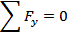 ∑ F_y = 0